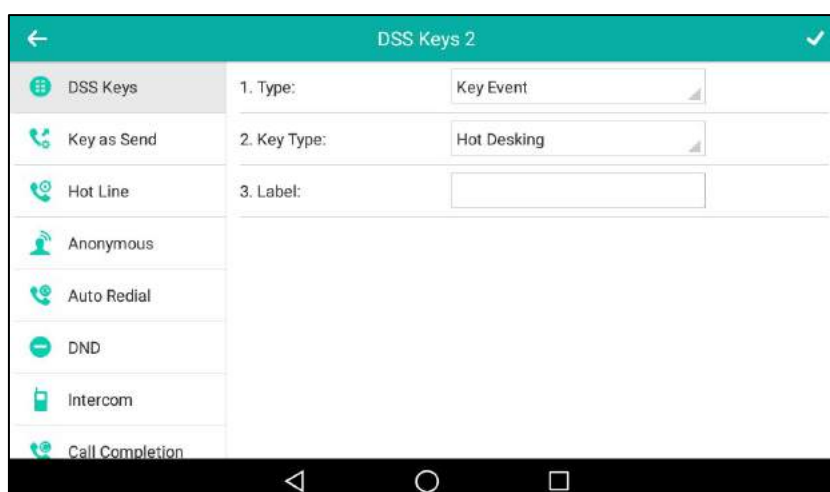 DSS Keys 2
DSS Keys
1. Type:
Key Event
Key as Send
2. Key Type:
Hot Desking
Hot Line
3. Label:
Anonymous
Auto Redial
DND
Intercom
Call Completion